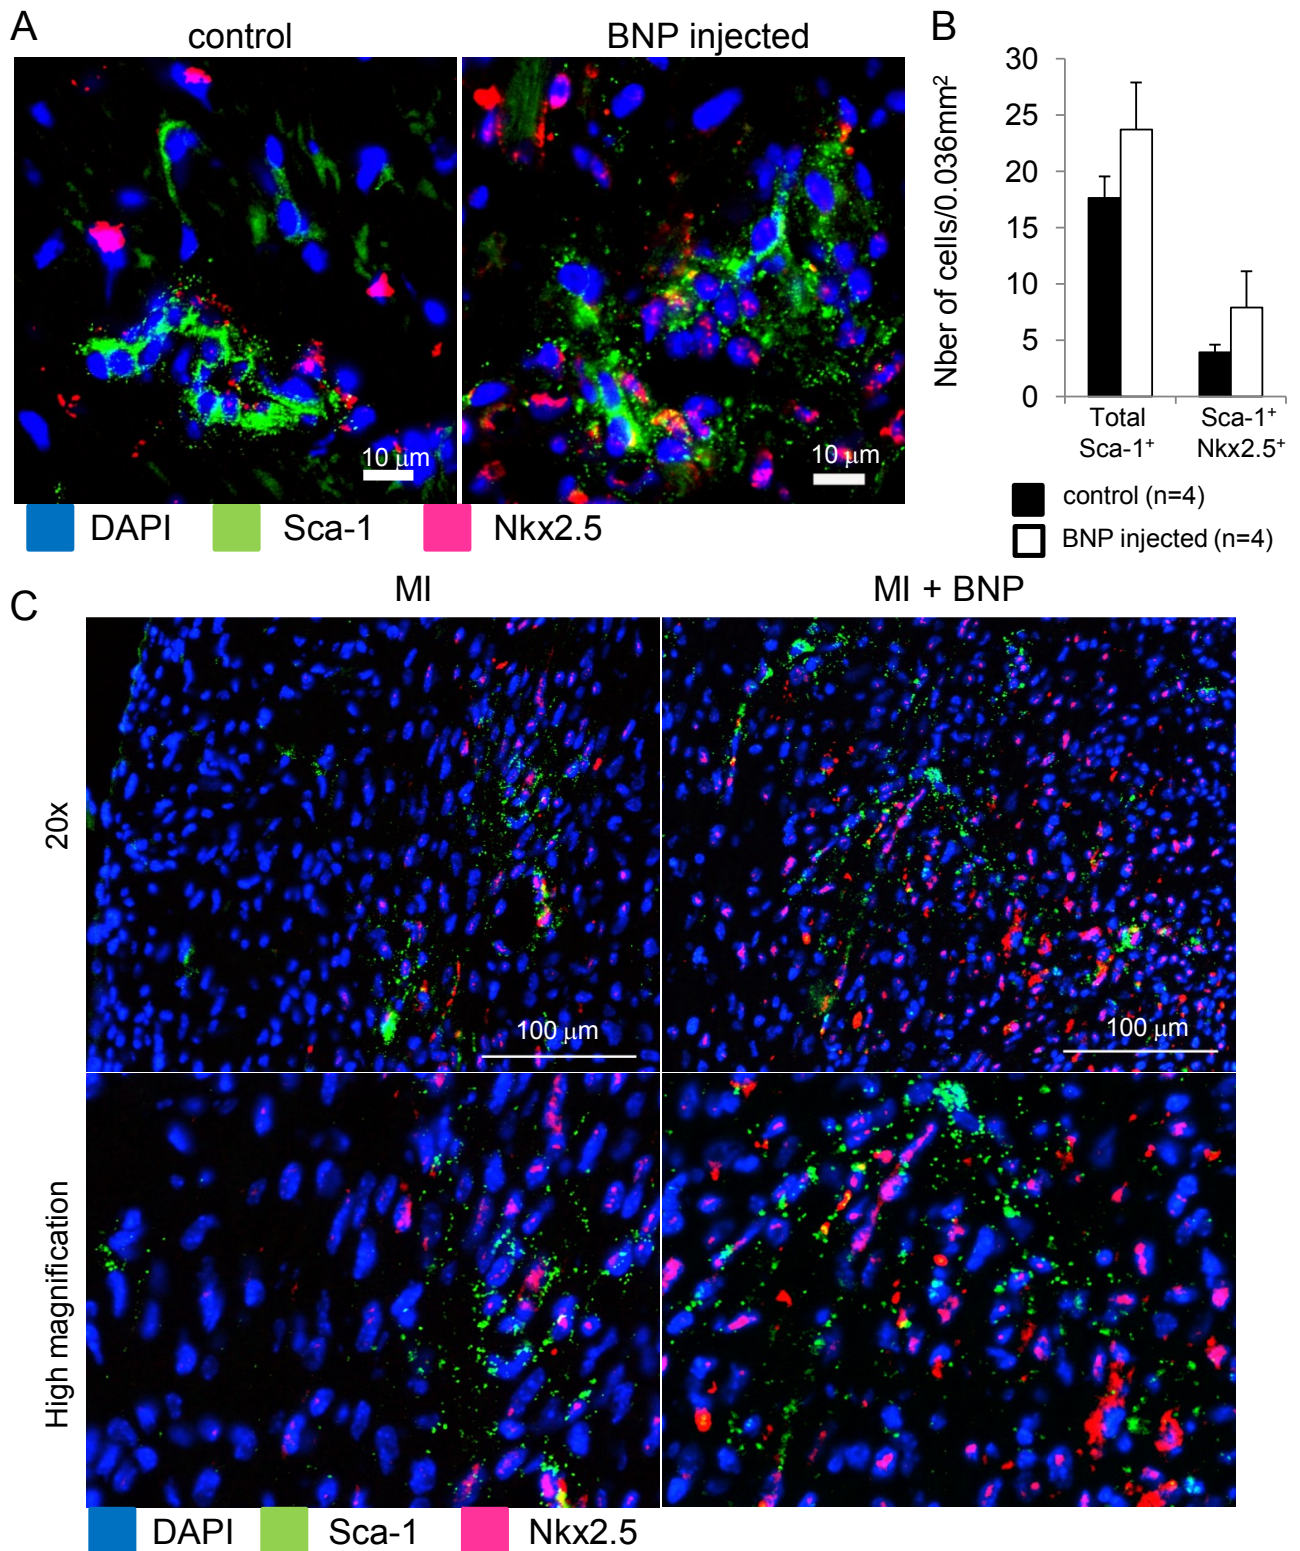 A
control
BNP injected
10 μm
10 μm
DAPI
Sca-1
Nkx2.5
B
Nber of cells/0.036mm²
30
25
20
15
10
5
0
Total
Sca-1⁺
Sca-1⁺
Nkx2.5⁺
control (n=4)
BNP injected (n=4)
C
MI
MI + BNP
20x
100 μm
100 μm
High magnification
DAPI
Sca-1
Nkx2.5